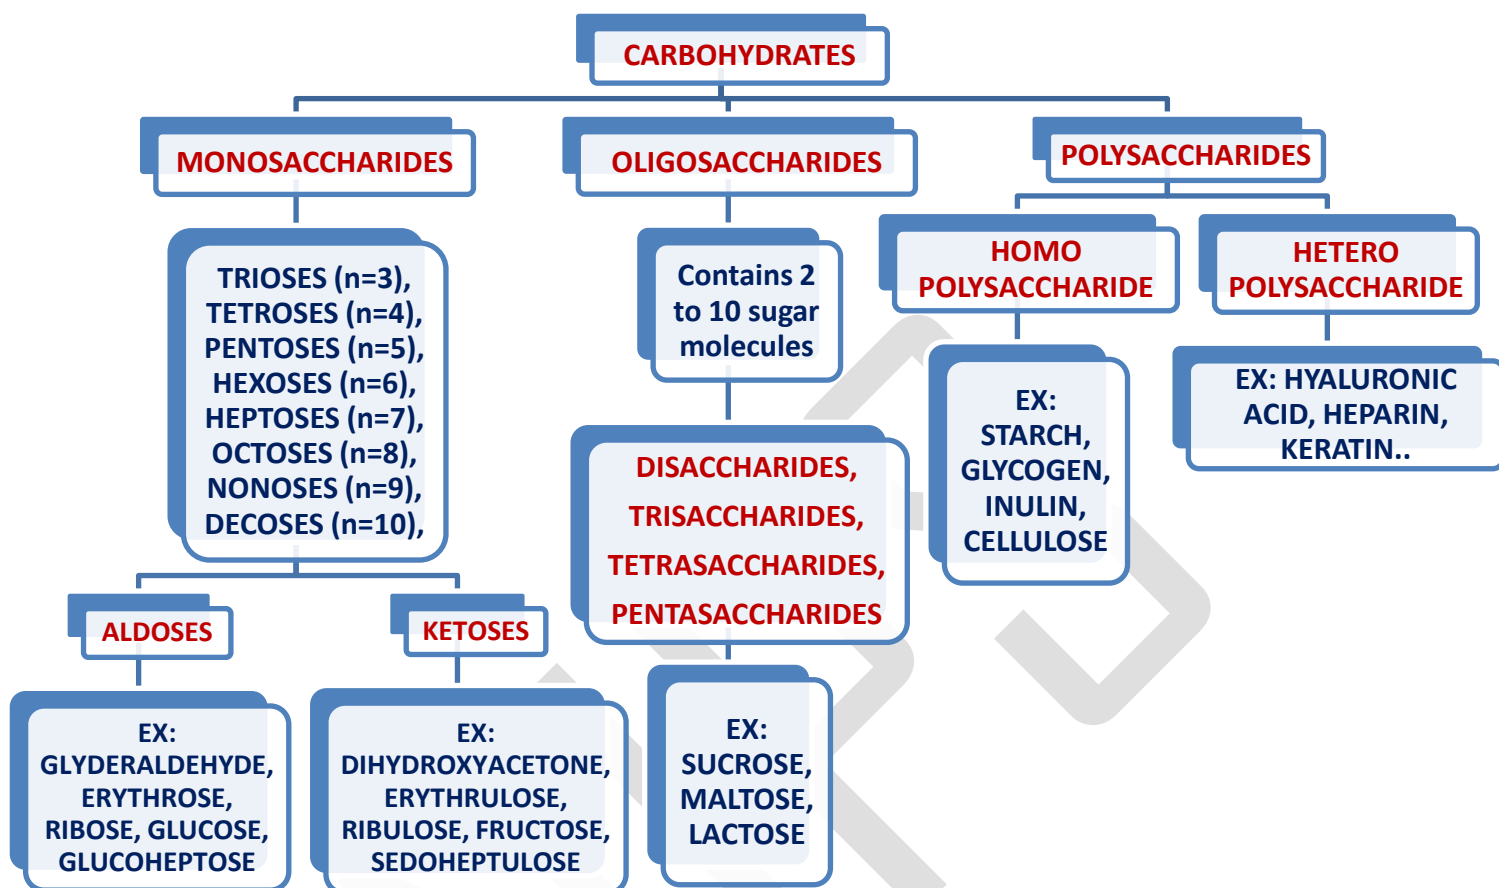 CARBOHYDRATES
MONOSACCHARIDES
OLIGOSACCHARIDES
POLYSACCHARIDES
TRIOSES (n=3),
TETROSES (n=4),
PENTOSES (n=5),
HEXOSES (n=6),
HEPTOSES (n=7),
OCTOSES (n=8),
NONOSES (n=9),
DECOSES (n=10),
ALDOSES
KETOSES
EX:
GLYDERALDEHYDE,
ERYTHROSE,
RIBOSE, GLUCOSE,
GLUCOHEPTOSE
EX:
DIHYDROXYACETONE,
ERYTHRULOSE,
RIBULOSE, FRUCTOSE,
SEDOHEPTULOSE
Contains 2
to 10 sugar
molecules
DISACCHARIDES,
TRISACCHARIDES,
TETRASACCHARIDES,
PENTASACCHARIDES
EX:
SUCROSE,
MALTOSE,
LACTOSE
HOMO
POLYSACCHARIDE
EX:
STARCH,
GLYCOGEN,
INULIN,
CELLULOSE
HETERO
POLYSACCHARIDE
EX: HYALURONIC
ACID, HEPARIN,
KERATIN..